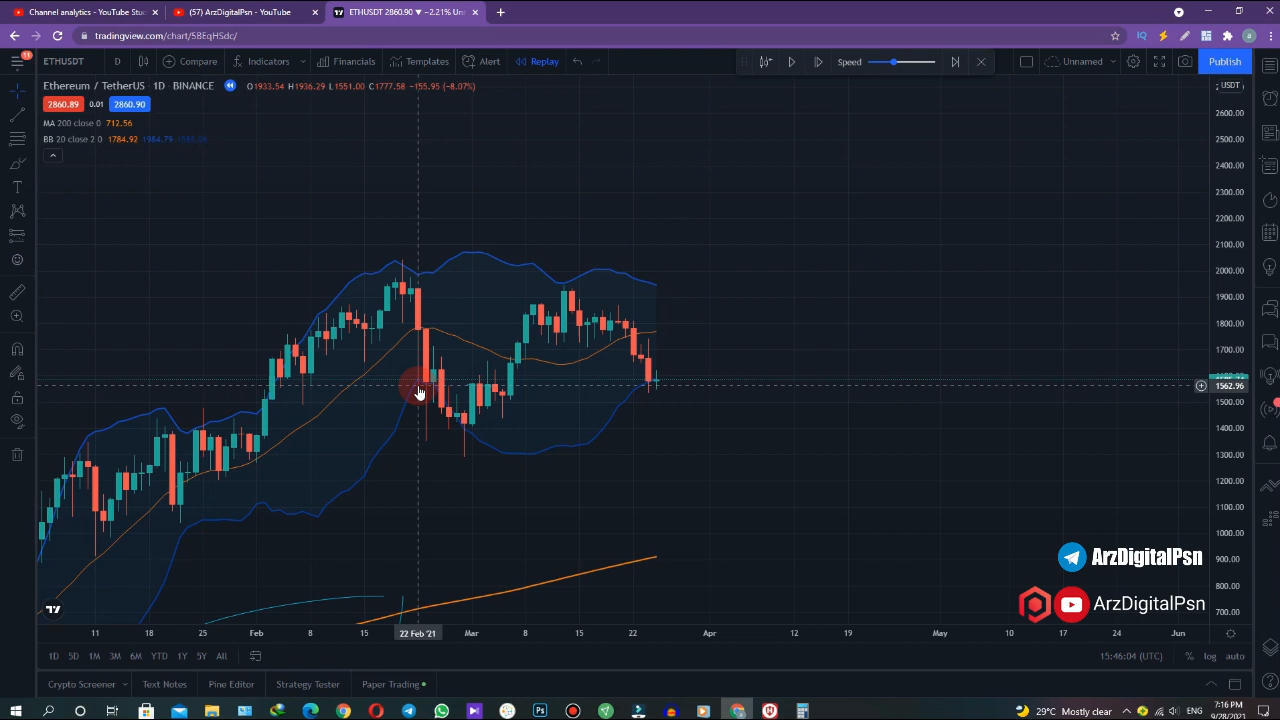 Channel analytics - YouTube Stu
(57) ArzDigitalPsn - YouTube
ETHUSDT 2860.90 ▼ −2.21% Un
tradingview.com/chart/5BEqHSdc/
11
ETHUSDT
D
Compare
Indicators
Financials
Templates
Alert
Replay
Speed
Unnamed
Publish
Ethereum / TetherUS · 1D · BINANCE
O1933.54 H1936.29 L1551.00 C1777.58 −155.95 (−8.07%)
2860.89
0.01
2860.90
MA 200 close 0 712.56
BB 20 close 2 0 1784.92 1984.79
USDT
2600.00
2500.00
2400.00
2300.00
2200.00
2100.00
2000.00
1900.00
1800.00
1700.00
1562.96
1500.00
1400.00
1300.00
1200.00
1100.00
1000.00
900.00
800.00
700.00
ArzDigitalPsn
ArzDigitalPsn
11
18
25
Feb
8
15
22 Feb '21
Mar
8
15
22
Apr
12
19
May
10
17
24
Jun
1D
5D
1M
3M
6M
YTD
1Y
5Y
All
15:46:04 (UTC)
%
log
auto
Crypto Screener
Text Notes
Pine Editor
Strategy Tester
Paper Trading
29°C Mostly clear
ENG
7:16 PM